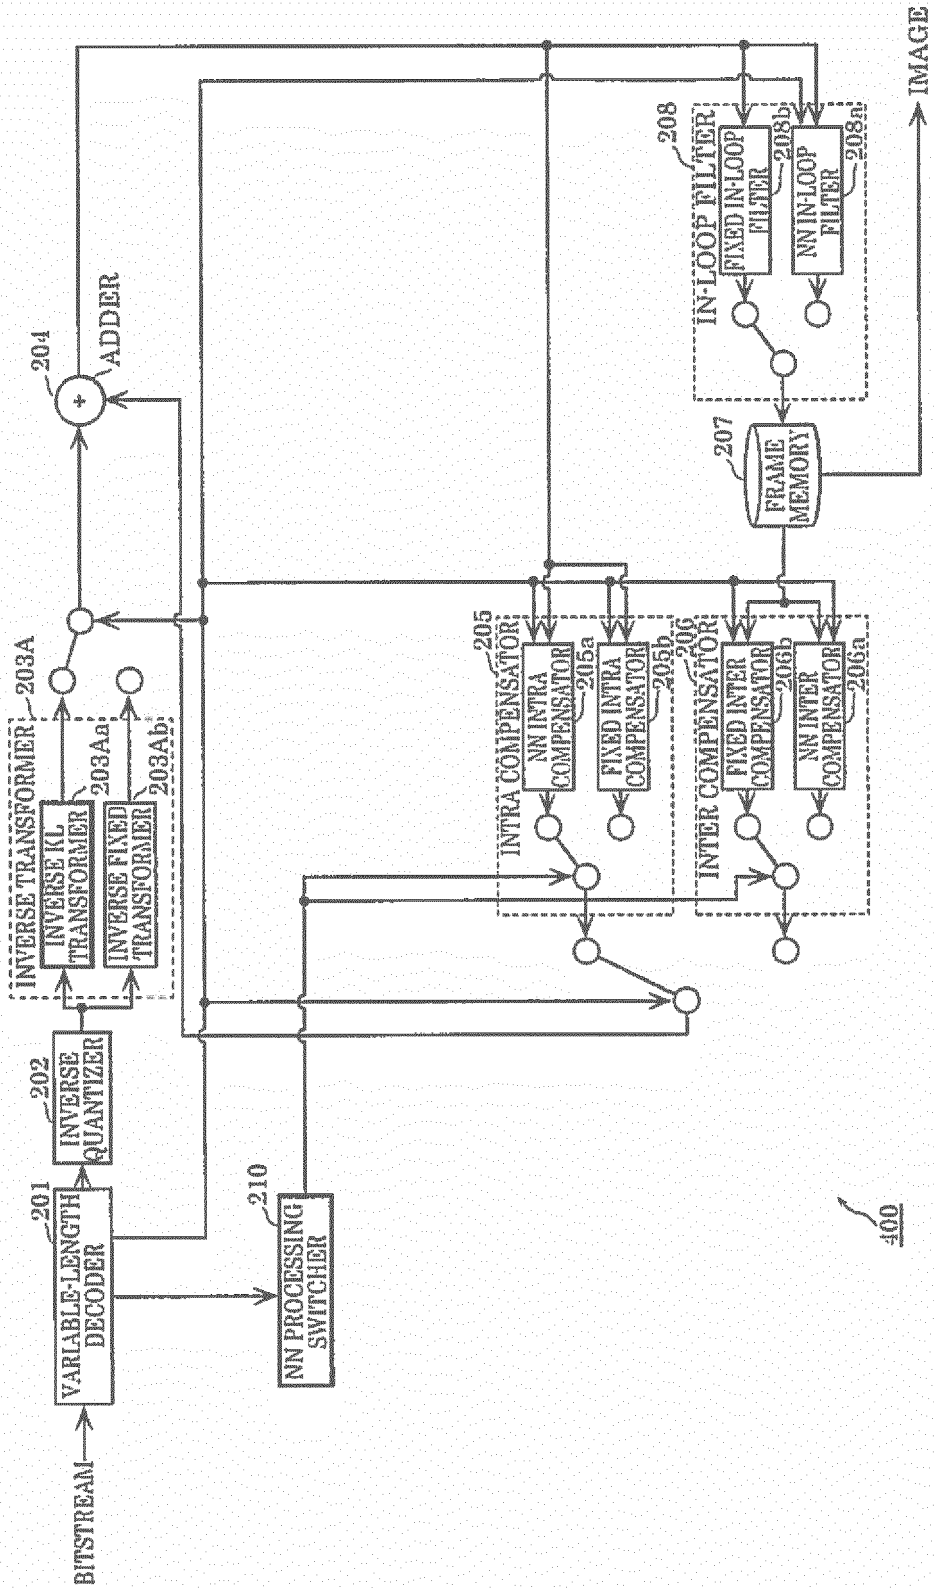 BITSTREAM
201
VARIABLE-LENGTH
DECODER
202
INVERSE
QUANTIZER
203A
INVERSE TRANSFORMER
INVERSE KL
TRANSFORMER
203Aa
INVERSE FIXED
TRANSFORMER
203Ab
204
ADDER
210
NN PROCESSING
SWITCHER
205
INTRA COMPENSATOR
NN INTRA
COMPENSATOR
205a
FIXED INTRA
COMPENSATOR
205b
206
INTER COMPENSATOR
FIXED INTER
COMPENSATOR
206b
NN INTER
COMPENSATOR
206a
207
FRAME
MEMORY
208
IN-LOOP FILTER
FIXED IN-LOOP
FILTER
208b
NN IN-LOOP
FILTER
208a
IMAGE
400